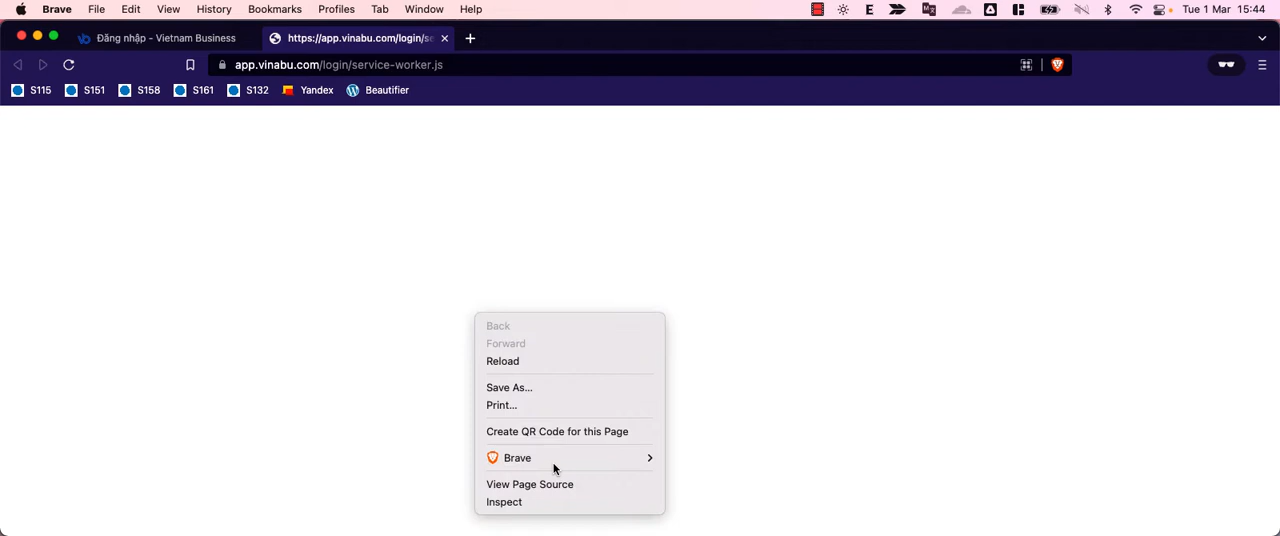 Brave File Edit View History Bookmarks Profiles Tab Window Help E Tue 1 Mar 15:44
Đăng nhập - Vietnam Business https://app.vinabu.com/login/se
app.vinabu.com/login/service-worker.js
S115 S151 S158 S161 S132 Yandex Beautifier
Back
Forward
Reload
Save As...
Print...
Create QR Code for this Page
Brave
View Page Source
Inspect